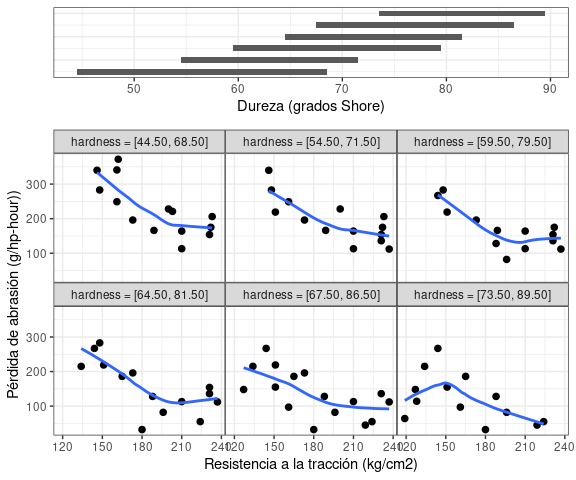 50 60 70 80 90
Dureza (grados Shore)
hardness = [44.50, 68.50] hardness = [54.50, 71.50] hardness = [59.50, 79.50]
300
200
100
hardness = [64.50, 81.50] hardness = [67.50, 86.50] hardness = [73.50, 89.50]
300
200
100
120 150 180 210 240 120 150 180 210 240 120 150 180 210 240
Resistencia a la tracción (kg/cm2)
Pérdida de abrasión (g/hp-hour))